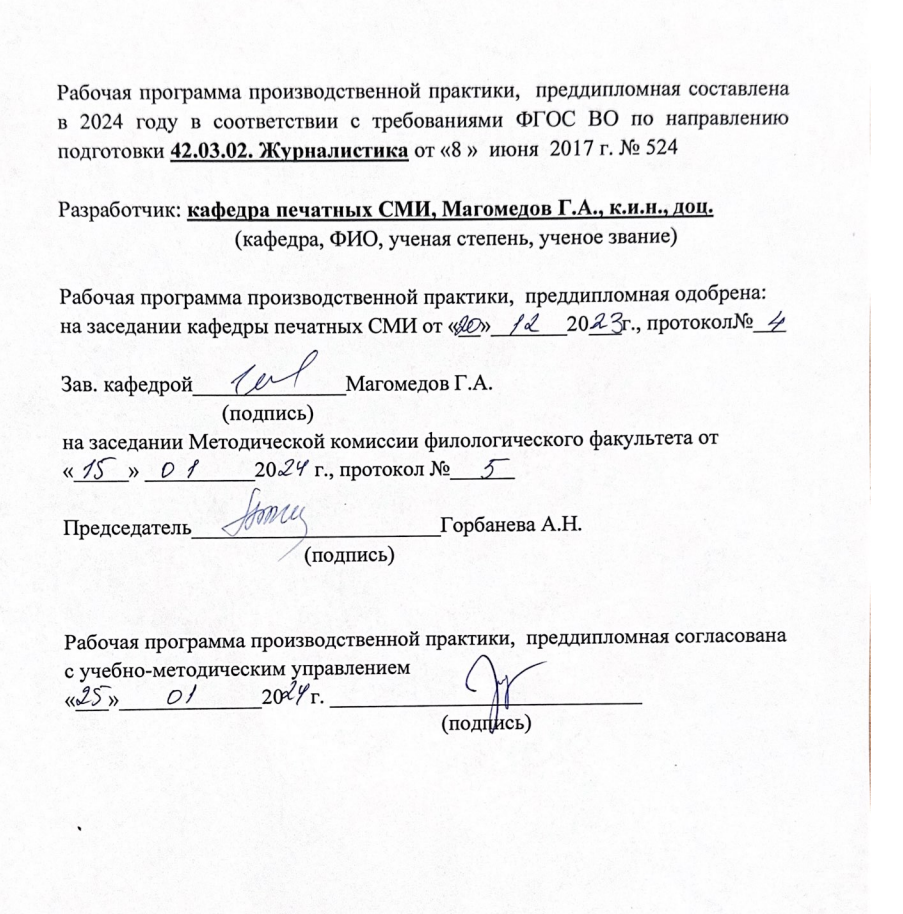 Рабочая программа производственной практики, преддипломная составлена
в 2024 году в соответствии с требованиями ФГОС ВО по направлению
подготовки 42.03.02. Журналистика от «8 » июня 2017 г. № 524
Разработчик: кафедра печатных СМИ, Магомедов Г.А., к.и.н., доц.
(кафедра, ФИО, ученая степень, ученое звание)
Рабочая программа производственной практики, преддипломная одобрена:
на заседании кафедры печатных СМИ от «20» 12 2023г., протокол№ 4
Зав. кафедрой Магомедов Г.А.
(подпись)
на заседании Методической комиссии филологического факультета от
«15» 01 2024 г., протокол № 5
Председатель Горбанева А.Н.
(подпись)
Рабочая программа производственной практики, преддипломная согласована
с учебно-методическим управлением
«25» 01 2024 г.
(подпись)